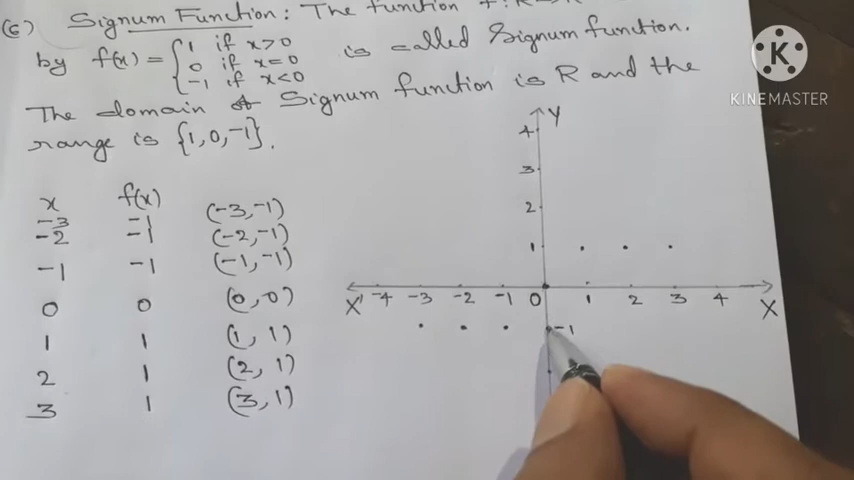 (6) Signum Function: The function f: R→R
by f(x) = { 1 if x>0
0 if x=0
-1 if x<0
is called Signum function.
The domain of Signum function is R and the
range is {1,0,-1}.
x f(x)
-3 -1 (-3,-1)
-2 -1 (-2,-1)
-1 -1 (-1,-1)
0 0 (0,0)
1 1 (1,1)
2 1 (2,1)
3 1 (3,1)
Y
4
3
2
1
X' -4 -3 -2 -1 0 1 2 3 4 X
-1
K
KINEMASTER